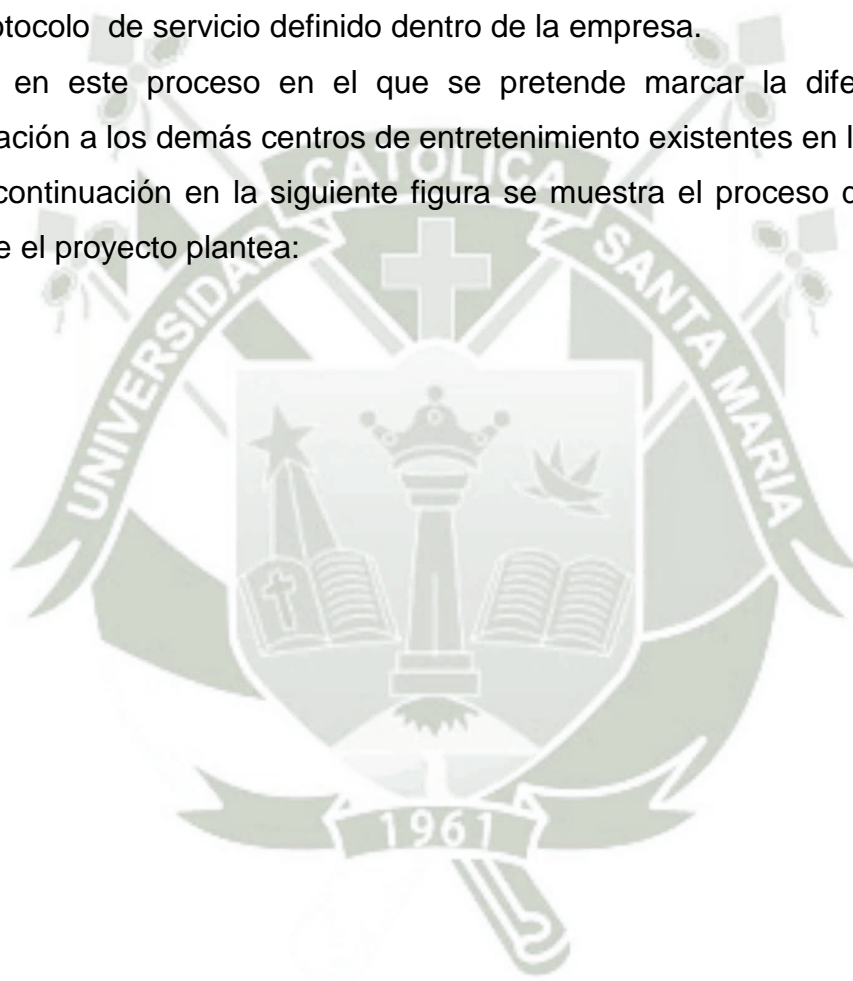 otocolo de servicio definido dentro de la empresa.
en este proceso en el que se pretende marcar la dife
ación a los demás centros de entretenimiento existentes en l
continuación en la siguiente figura se muestra el proceso
e el proyecto plantea:
UNIVERSIDAD CATOLICA SANTA MARIA
1961